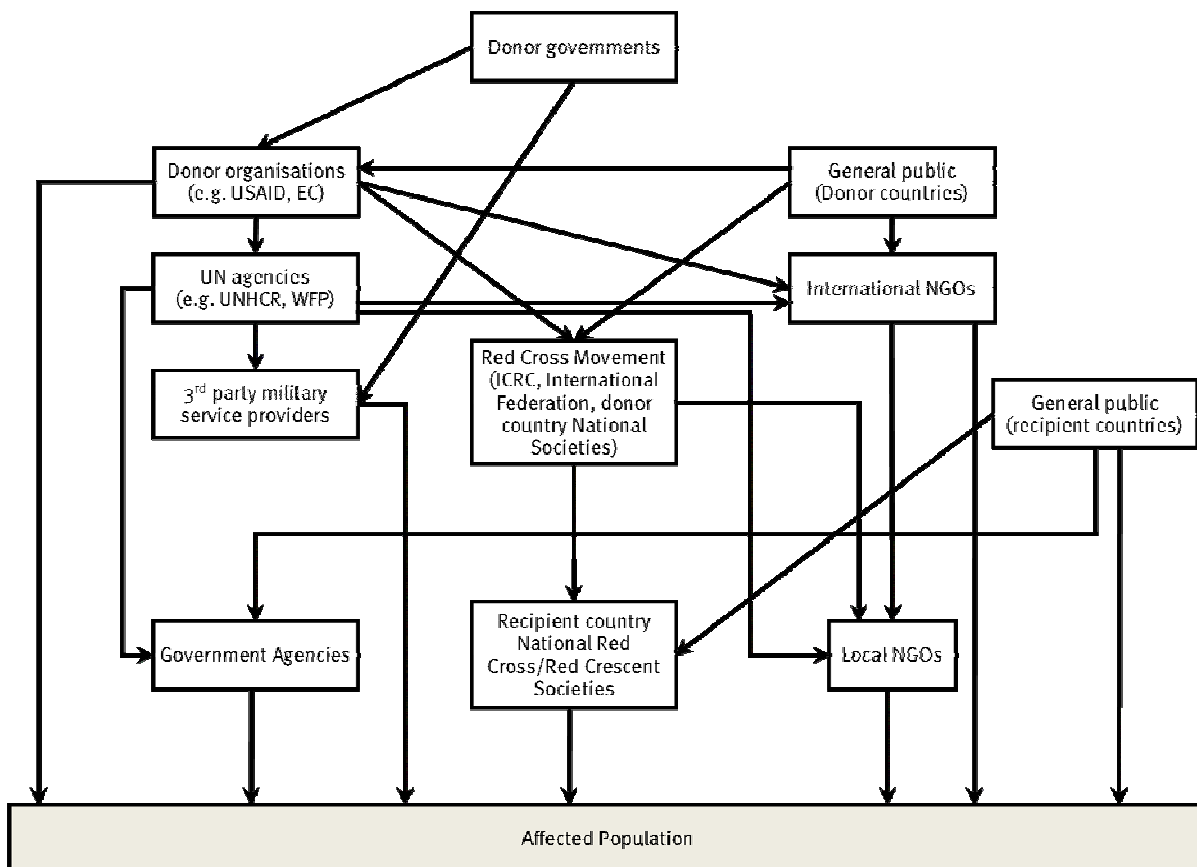 Donor governments
Donor organisations
(e.g. USAID, EC)
General public
(Donor countries)
UN agencies
(e.g. UNHCR, WFP)
International NGOs
3rd party military
service providers
Red Cross Movement
(ICRC, International
Federation, donor
country National
Societies)
General public
(recipient countries)
Government Agencies
Recipient country
National Red
Cross/Red Crescent
Societies
Local NGOs
Affected Population